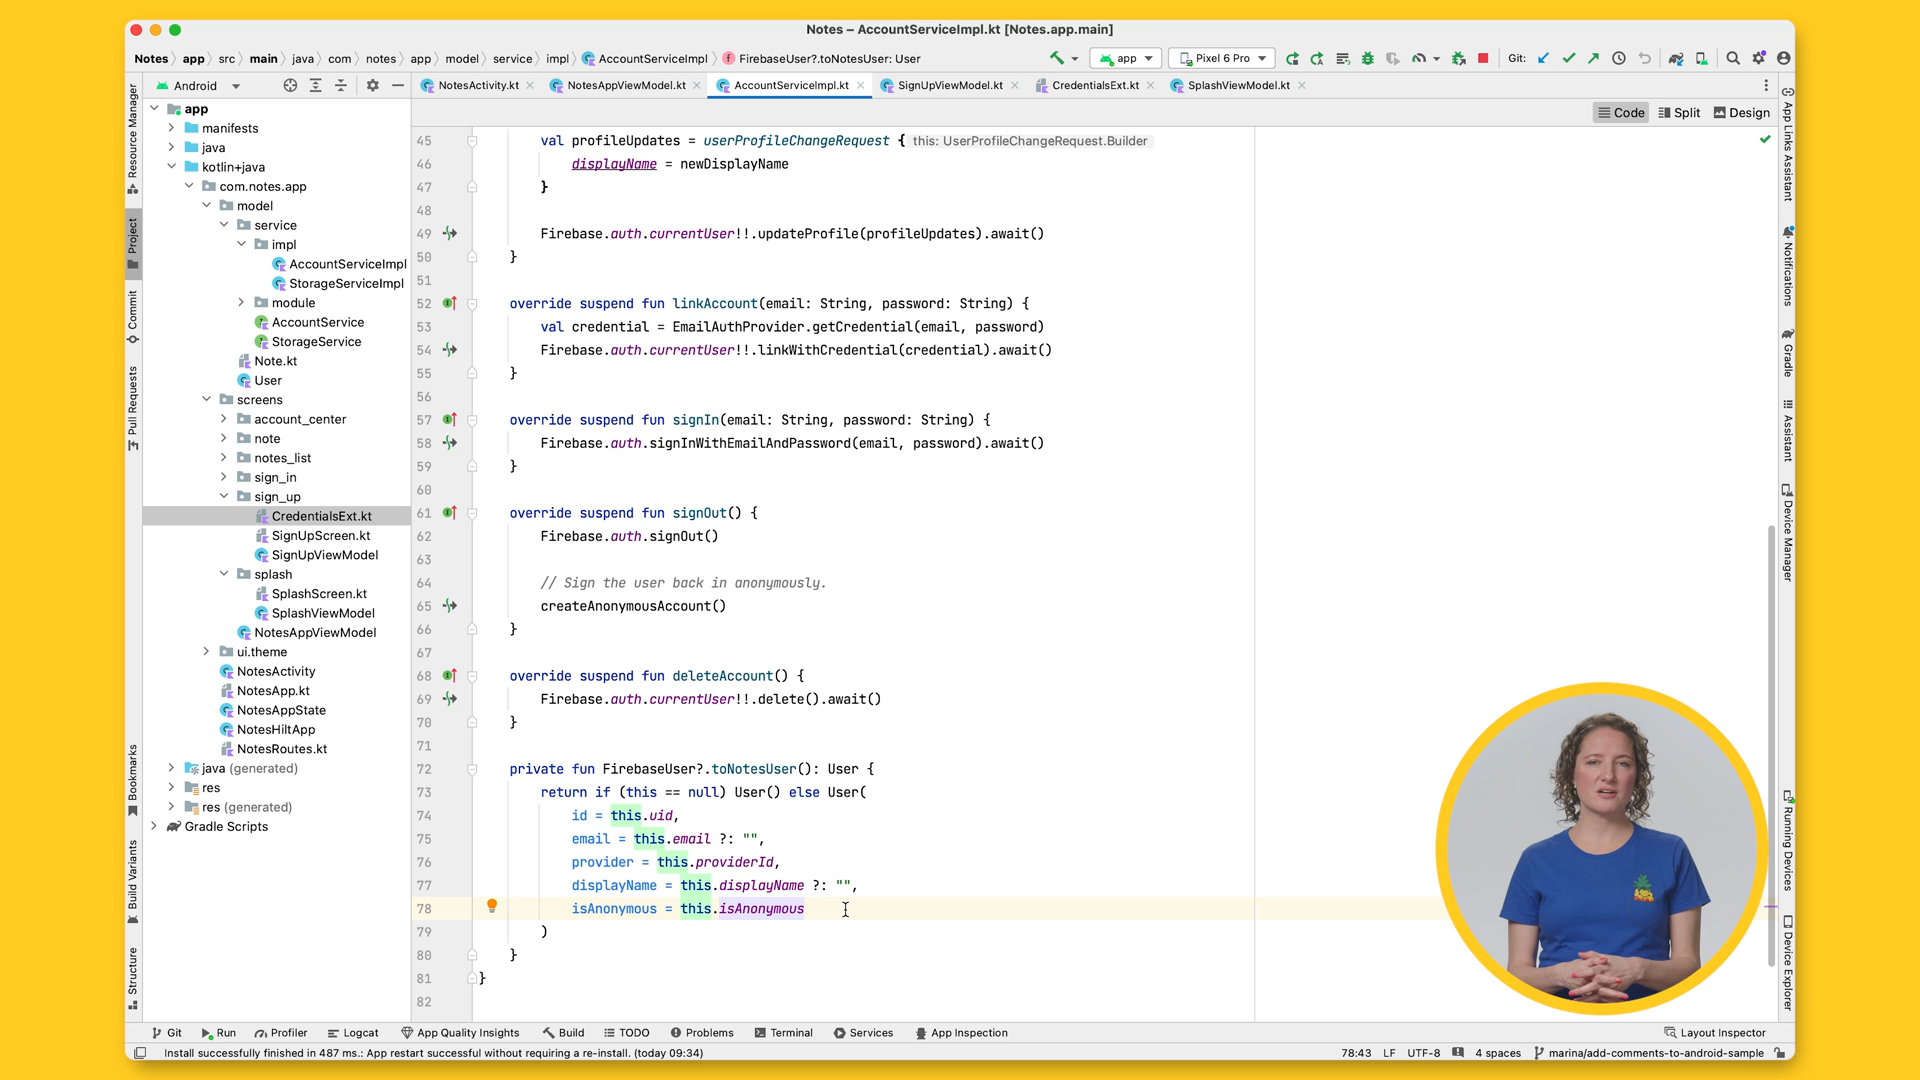 Notes – AccountServiceImpl.kt [Notes.app.main]
Notes app src main java com notes app model service impl AccountServiceImpl FirebaseUser?.toNotesUser: User
app Pixel 6 Pro Git:
Android
NotesActivity.kt NotesAppViewModel.kt AccountServiceImpl.kt SignUpViewModel.kt CredentialsExt.kt SplashViewModel.kt
Code Split Design
Resource Manager
Project
Commit
Pull Requests
Bookmarks
Build Variants
Structure
app
manifests
java
kotlin+java
com.notes.app
model
service
impl
AccountServiceImpl
StorageServiceImpl
module
AccountService
StorageService
Note.kt
User
screens
account_center
note
notes_list
sign_in
sign_up
CredentialsExt.kt
SignUpScreen.kt
SignUpViewModel
splash
SplashScreen.kt
SplashViewModel
NotesAppViewModel
ui.theme
NotesActivity
NotesApp.kt
NotesAppState
NotesHiltApp
NotesRoutes.kt
java (generated)
res
res (generated)
Gradle Scripts
45 val profileUpdates = userProfileChangeRequest { this: UserProfileChangeRequest.Builder
46 displayName = newDisplayName
47 }
48
49 Firebase.auth.currentUser!!.updateProfile(profileUpdates).await()
50 }
51
52 override suspend fun linkAccount(email: String, password: String) {
53 val credential = EmailAuthProvider.getCredential(email, password)
54 Firebase.auth.currentUser!!.linkWithCredential(credential).await()
55 }
56
57 override suspend fun signIn(email: String, password: String) {
58 Firebase.auth.signInWithEmailAndPassword(email, password).await()
59 }
60
61 override suspend fun signOut() {
62 Firebase.auth.signOut()
63
64 // Sign the user back in anonymously.
65 createAnonymousAccount()
66 }
67
68 override suspend fun deleteAccount() {
69 Firebase.auth.currentUser!!.delete().await()
70 }
71
72 private fun FirebaseUser?.toNotesUser(): User {
73 return if (this == null) User() else User(
74 id = this.uid,
75 email = this.email ?: "",
76 provider = this.providerId,
77 displayName = this.displayName ?: "",
78 isAnonymous = this.isAnonymous
79 )
80 }
81 }
82
App Links Assistant
Notifications
Gradle
Assistant
Device Manager
Running Devices
Device Explorer
Git Run Profiler Logcat App Quality Insights Build TODO Problems Terminal Services App Inspection Layout Inspector
Install successfully finished in 487 ms.: App restart successful without requiring a re-install. (today 09:34) 78:43 LF UTF-8 4 spaces marina/add-comments-to-android-sample